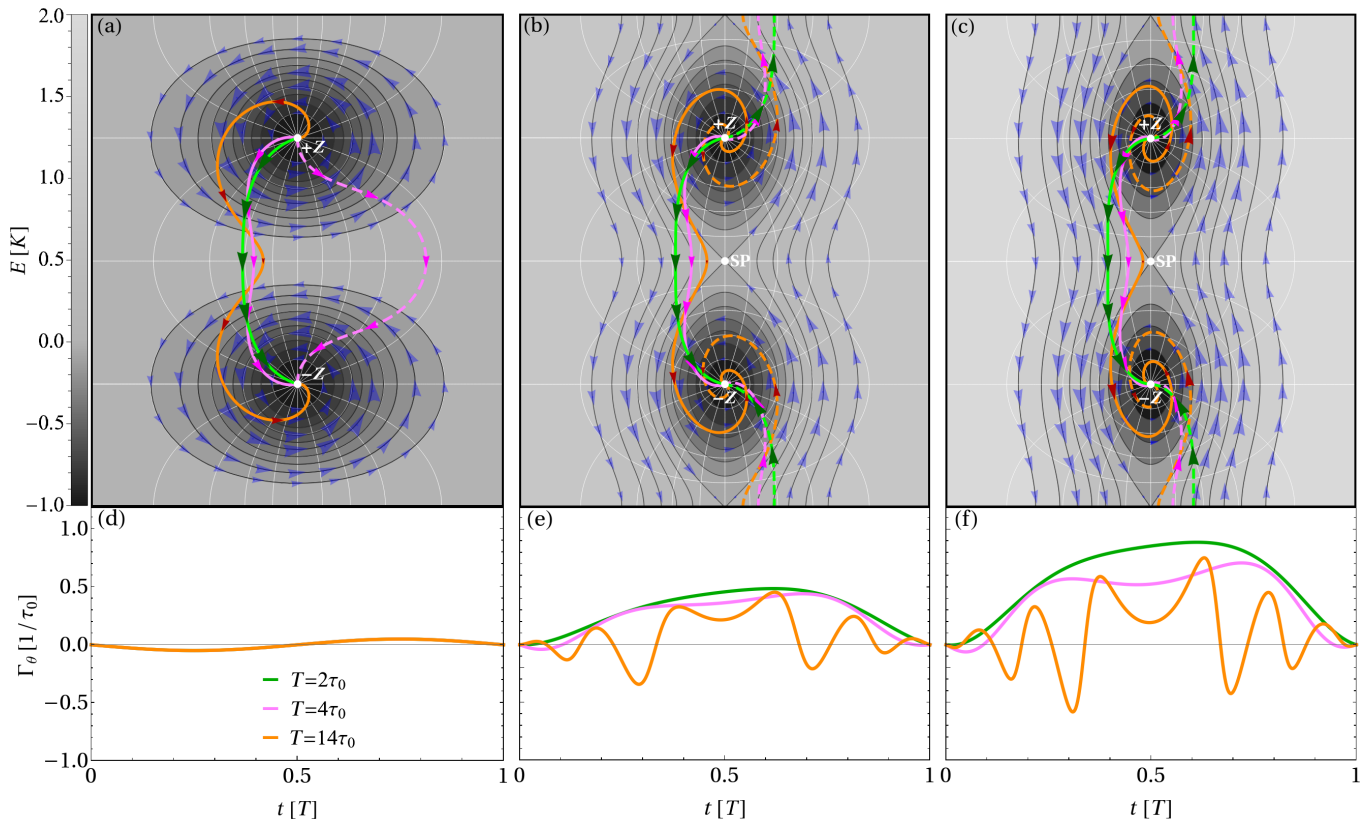 (a)
(b)
(c)
2.0
1.5
1.0
0.5
0.0
−0.5
−1.0
E [K]
+Z
−Z
+Z
SP
−Z
+Z
SP
−Z
(d)
(e)
(f)
1.0
0.5
0.0
−0.5
−1.0
Γθ [1 / τ0]
T=2τ0
T=4τ0
T=14τ0
0 0.5 1
0 0.5 1
0 0.5 1
t [T]
t [T]
t [T]